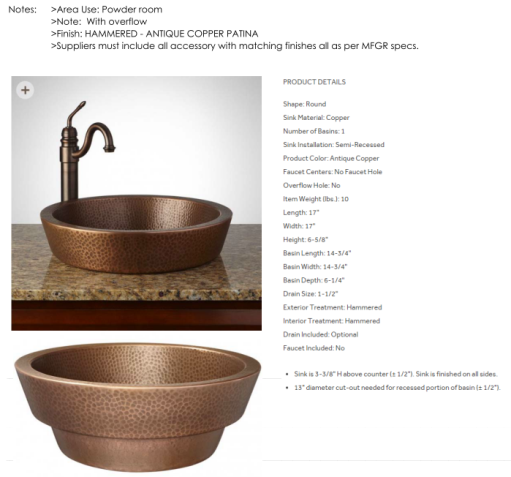 Notes: >Area Use: Powder room
>Note: With overflow
>Finish: HAMMERED - ANTIQUE COPPER PATINA
>Suppliers must include all accessory with matching finishes all as per MFGR specs.
PRODUCT DETAILS
Shape: Round
Sink Material: Copper
Number of Basins: 1
Sink Installation: Semi-Recessed
Product Color: Antique Copper
Faucet Centers: No Faucet Hole
Overflow Hole: No
Item Weight (lbs.): 10
Length: 17"
Width: 17"
Height: 6-5/8"
Basin Length: 14-3/4"
Basin Width: 14-3/4"
Basin Depth: 6-1/4"
Drain Size: 1-1/2"
Exterior Treatment: Hammered
Interior Treatment: Hammered
Drain Included: Optional
Faucet Included: No
• Sink is 3-3/8" H above counter (± 1/2"). Sink is finished on all sides.
• 13" diameter cut-out needed for recessed portion of basin (± 1/2").